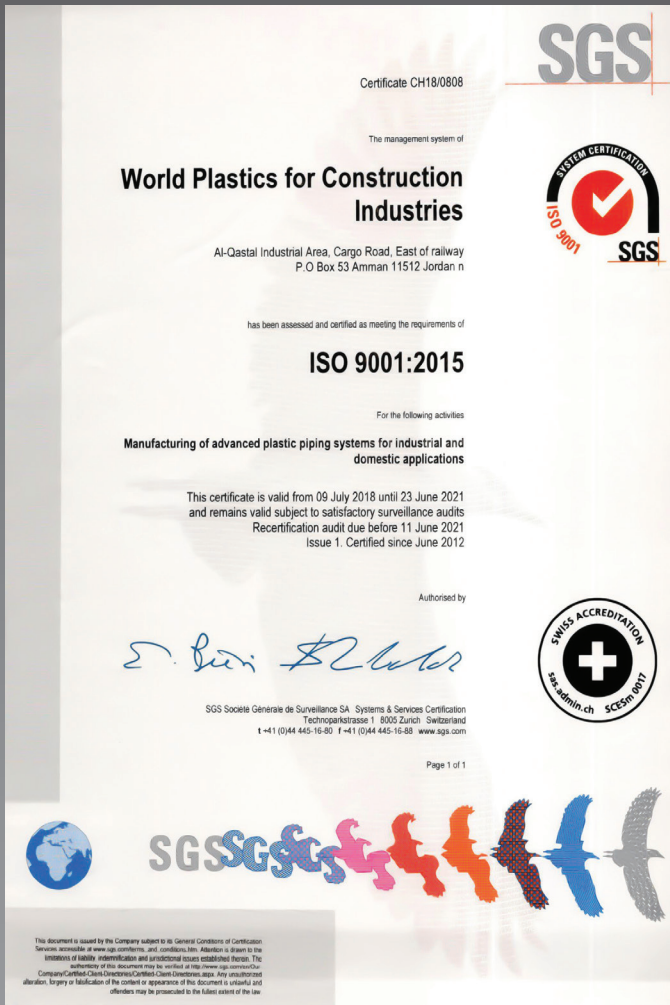 SGS
Certificate CH18/0808
The management system of
World Plastics for Construction
Industries
SYSTEM CERTIFICATION
ISO 9001
SGS
Al-Qastal Industrial Area, Cargo Road, East of railway
P.O Box 53 Amman 11512 Jordan n
has been assessed and certified as meeting the requirements of
ISO 9001:2015
For the following activities
Manufacturing of advanced plastic piping systems for industrial and
domestic applications
This certificate is valid from 09 July 2018 until 23 June 2021
and remains valid subject to satisfactory surveillance audits
Recertification audit due before 11 June 2021
Issue 1. Certified since June 2012
Authorised by
SWISS ACCREDITATION
sas.admin.ch SCESm 0017
SGS Société Générale de Surveillance SA Systems & Services Certification
Technoparkstrasse 1 8005 Zurich Switzerland
t +41 (0)44 445-16-80 f +41 (0)44 445-16-88 www.sgs.com
Page 1 of 1
SGSSGSSGS
This document is issued by the Company subject to its General Conditions of Certification
Services accessible at www.sgs.com/terms_and_conditions.htm. Attention is drawn to the
limitations of liability, indemnification and jurisdictional issues established therein. The
authenticity of this document may be verified at http://www.sgs.com/en/Our-
Company/Certified-Client-Directories/Certified-Client-Directories.aspx. Any unauthorized
alteration, forgery or falsification of the content or appearance of this document is unlawful and
offenders may be prosecuted to the fullest extent of the law.